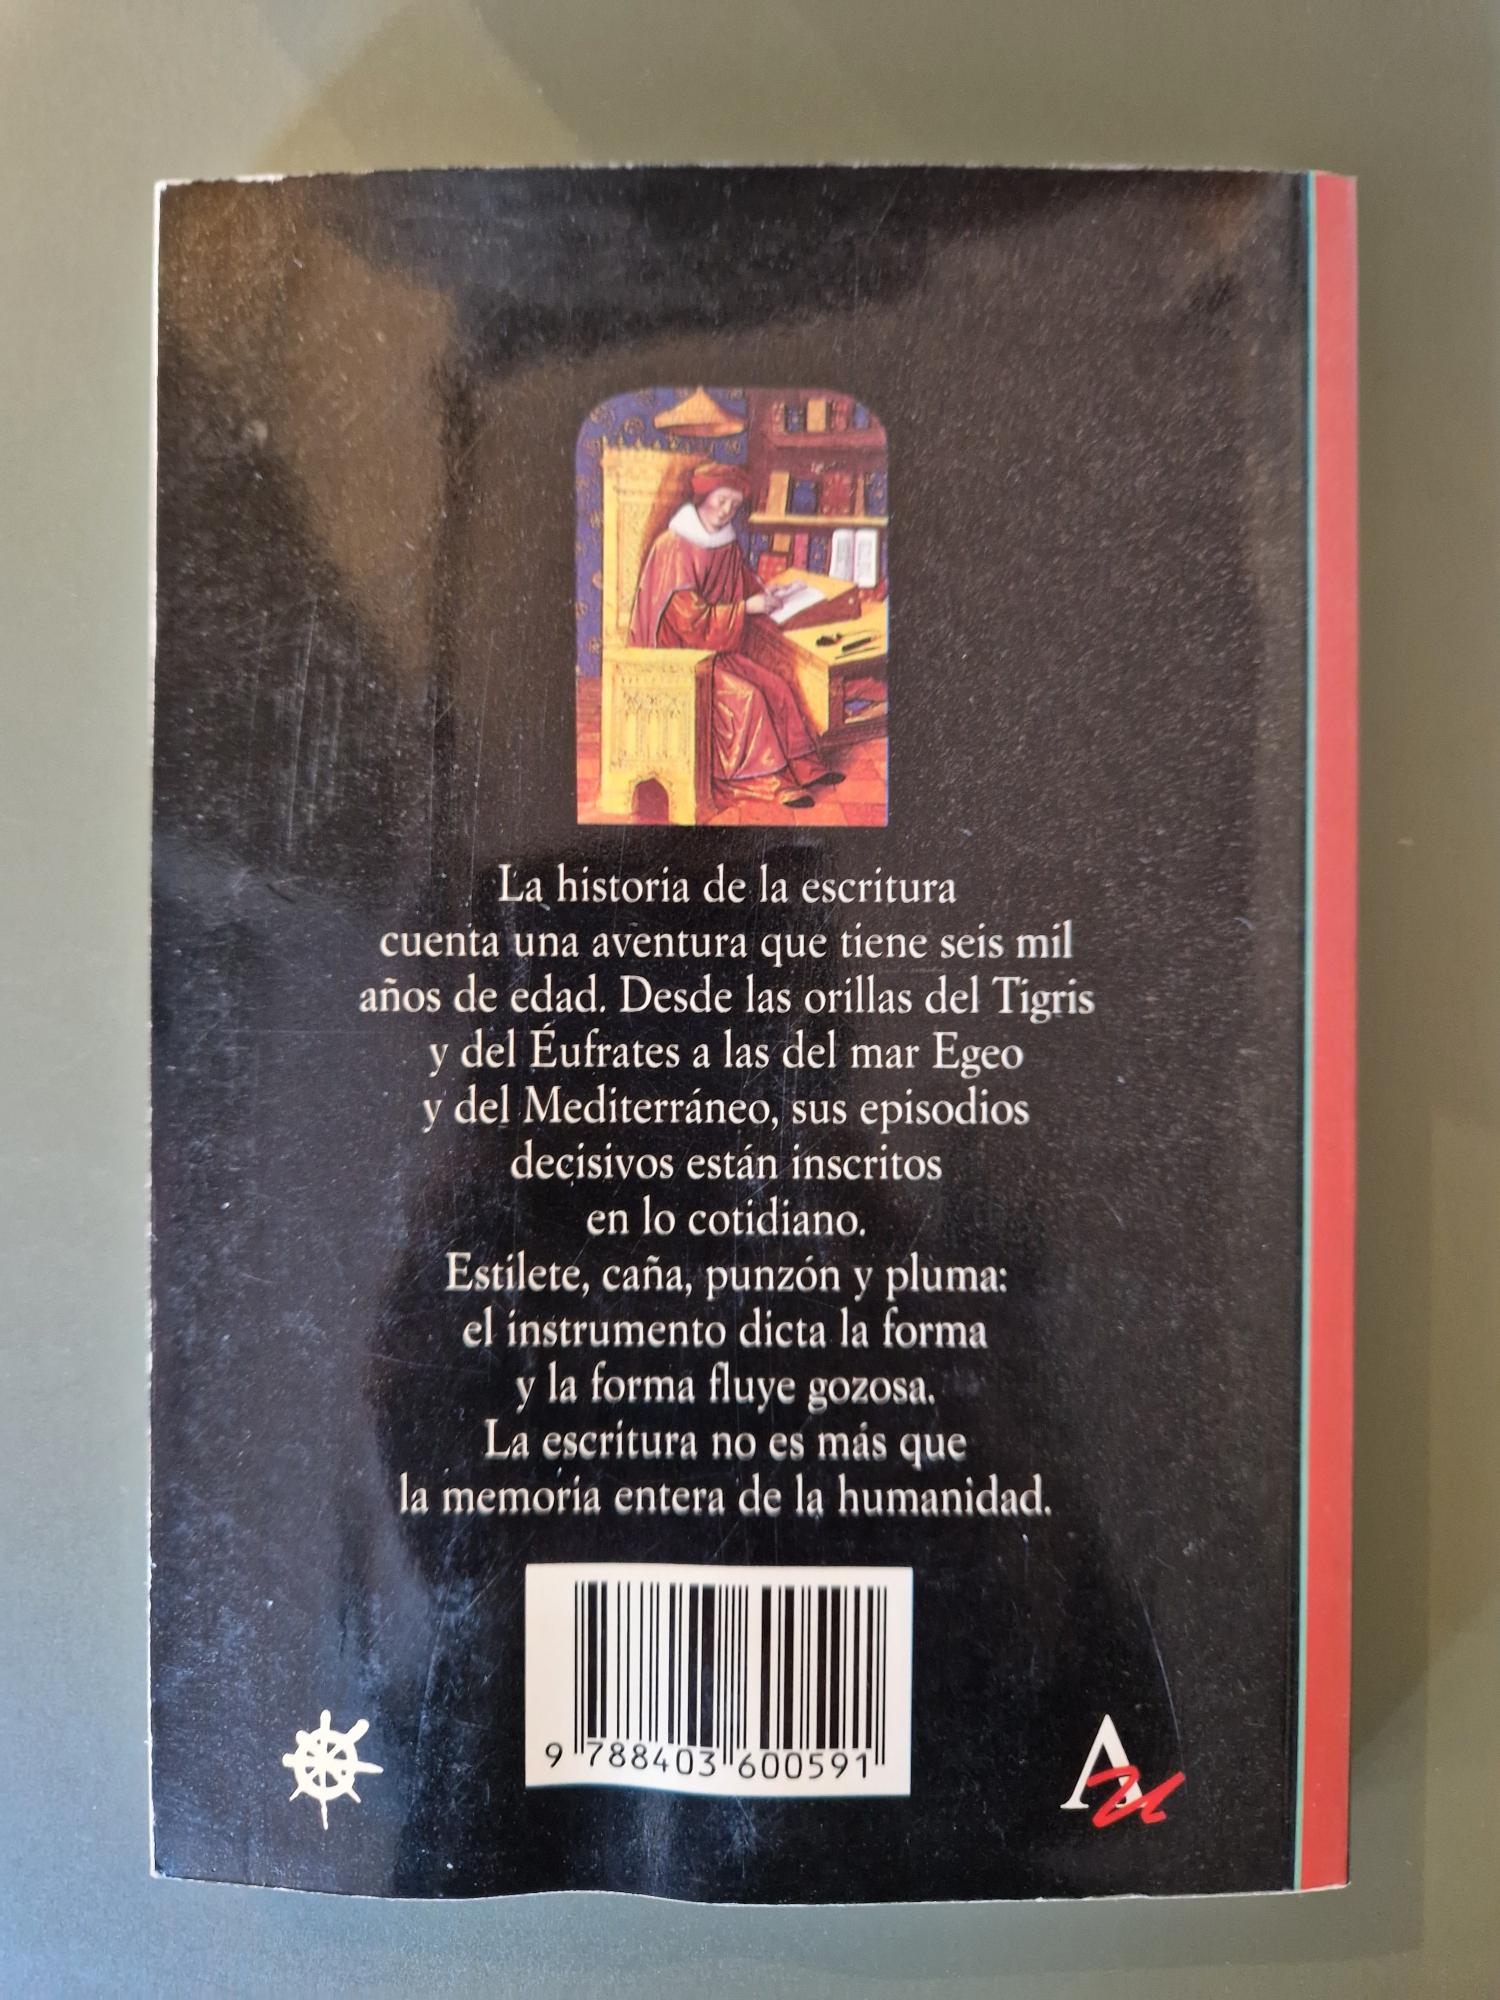 La historia de la escritura
cuenta una aventura que tiene seis mil
años de edad. Desde las orillas del Tigris
y del Éufrates a las del mar Egeo
y del Mediterráneo, sus episodios
decisivos están inscritos
en lo cotidiano.
Estilete, caña, punzón y pluma:
el instrumento dicta la forma
y la forma fluye gozosa.
La escritura no es más que
la memoria entera de la humanidad.
9 788403 600591
Au